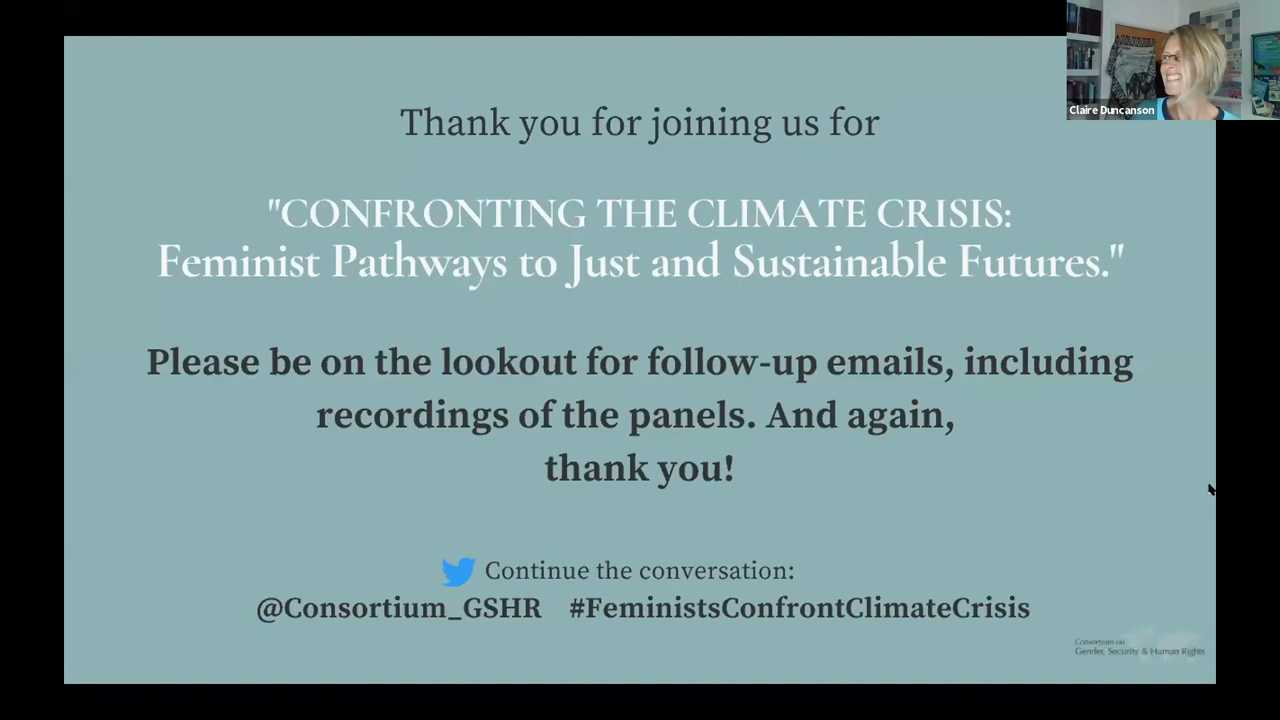 Claire Duncanson
Thank you for joining us for
"CONFRONTING THE CLIMATE CRISIS:
Feminist Pathways to Just and Sustainable Futures."
Please be on the lookout for follow-up emails, including
recordings of the panels. And again,
thank you!
Continue the conversation:
@Consortium_GSHR #FeministsConfrontClimateCrisis
Consortium on
Gender, Security & Human Rights